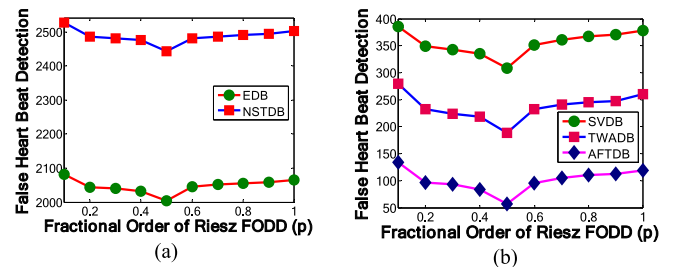 False Heart Beat Detection
2500
2400
2300
2200
2100
2000
0.2 0.4 0.6 0.8 1
EDB
NSTDB
Fractional Order of Riesz FODD (p)
(a)
False Heart Beat Detection
400
350
300
250
200
150
100
50
0.2 0.4 0.6 0.8 1
SVDB
TWADB
AFTDB
Fractional Order of Riesz FODD (p)
(b)